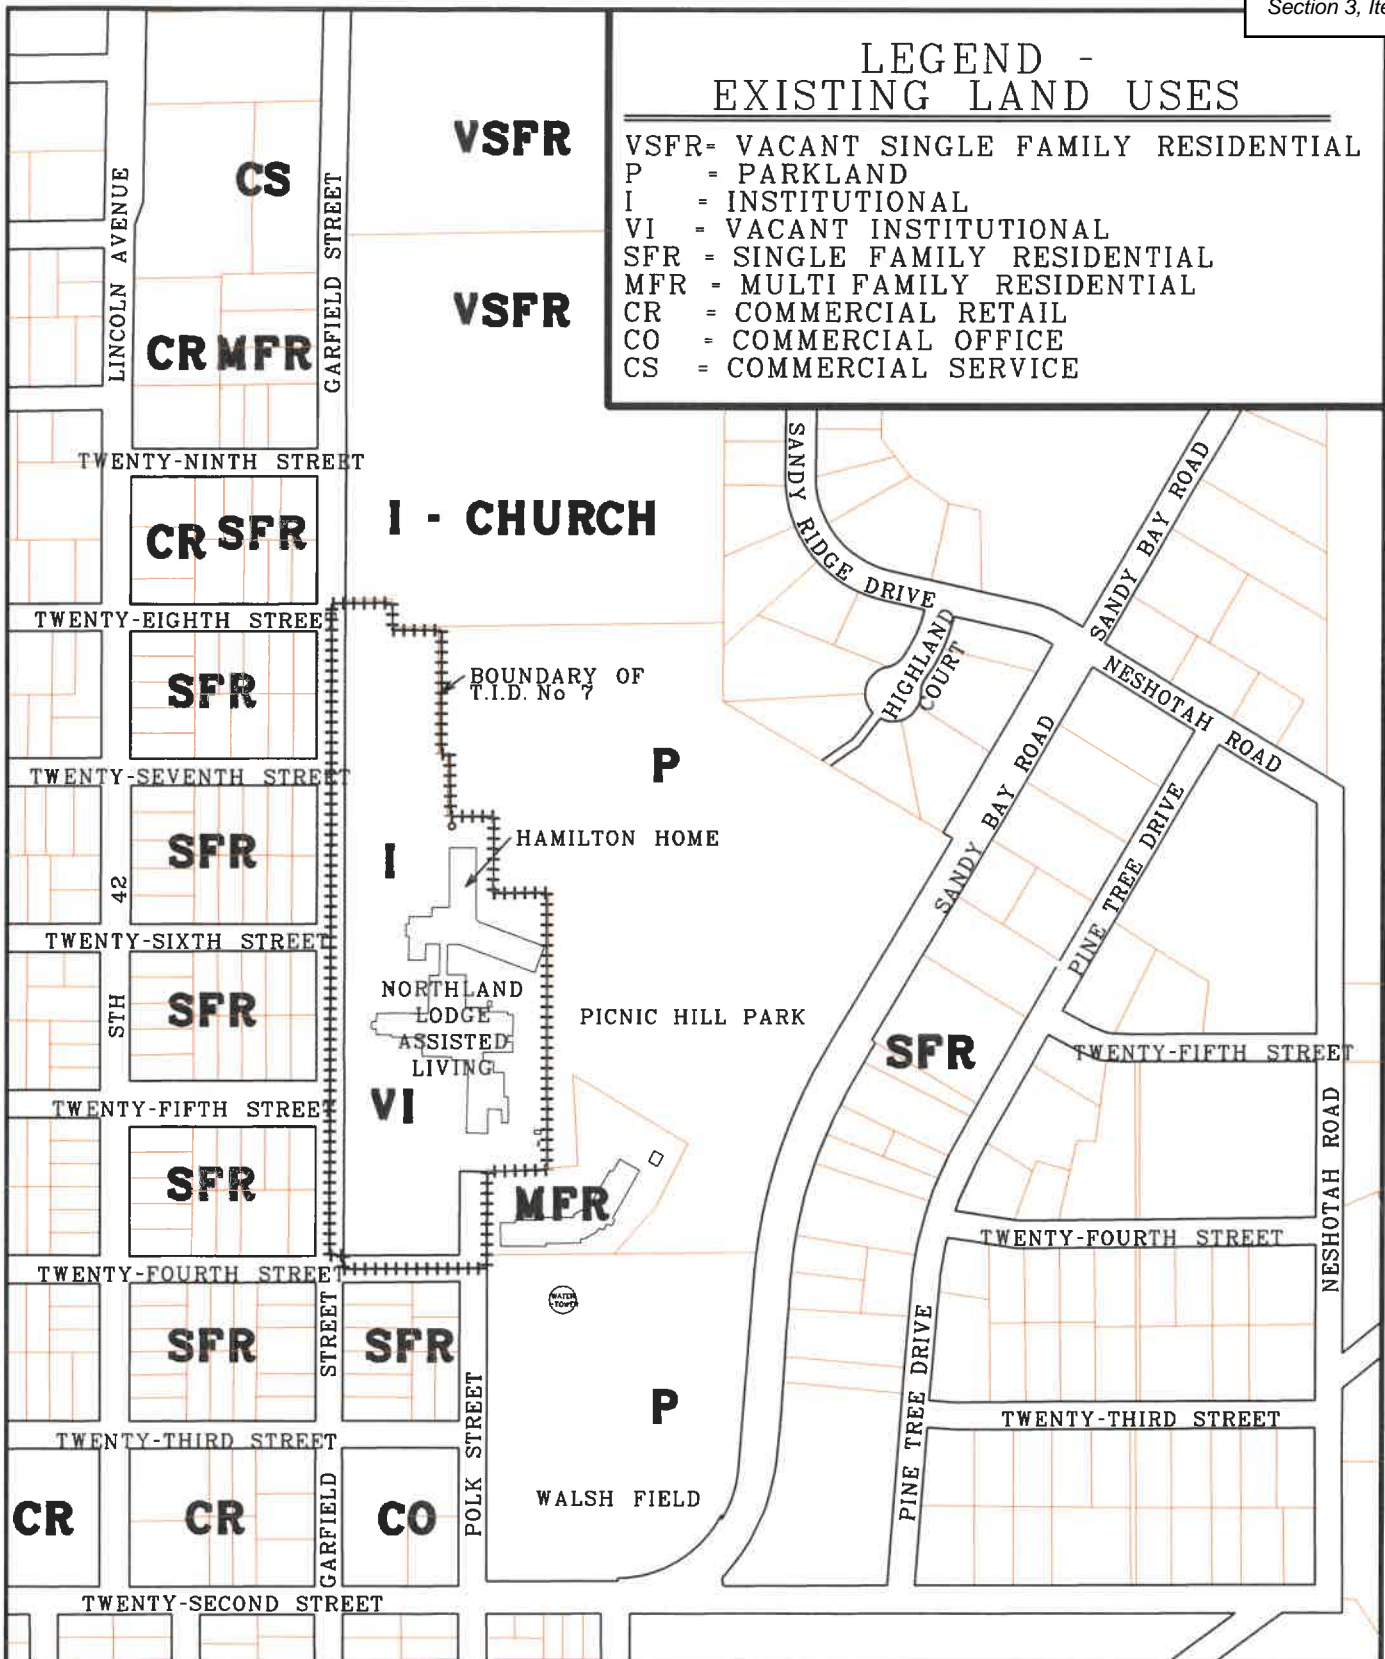 Section 3, Ite
LEGEND -
EXISTING LAND USES
VSFR= VACANT SINGLE FAMILY RESIDENTIAL
P = PARKLAND
I = INSTITUTIONAL
VI = VACANT INSTITUTIONAL
SFR = SINGLE FAMILY RESIDENTIAL
MFR = MULTI FAMILY RESIDENTIAL
CR = COMMERCIAL RETAIL
CO = COMMERCIAL OFFICE
CS = COMMERCIAL SERVICE
VSFR
CS
LINCOLN AVENUE
GARFIELD STREET
VSFR
CR MFR
TWENTY-NINTH STREET
SANDY RIDGE DRIVE
SANDY BAY ROAD
I - CHURCH
CR SFR
TWENTY-EIGHTH STREET
HIGHLAND COURT
NESHOTAH ROAD
BOUNDARY OF
T.I.D. No 7
SFR
P
TWENTY-SEVENTH STREET
SANDY BAY ROAD
PINE TREE DRIVE
HAMILTON HOME
SFR
I
42
TWENTY-SIXTH STREET
NORTHLAND
LODGE
ASSISTED
LIVING
PICNIC HILL PARK
SFR
STH
SFR
TWENTY-FIFTH STREET
VI
TWENTY-FIFTH STREET
NESHOTAH ROAD
SFR
MFR
TWENTY-FOURTH STREET
TWENTY-FOURTH STREET
WATER
TOWER
SFR
STREET
SFR
PINE TREE DRIVE
P
POLK STREET
TWENTY-THIRD STREET
TWENTY-THIRD STREET
WALSH FIELD
CR
CR
GARFIELD
CO
TWENTY-SECOND STREET